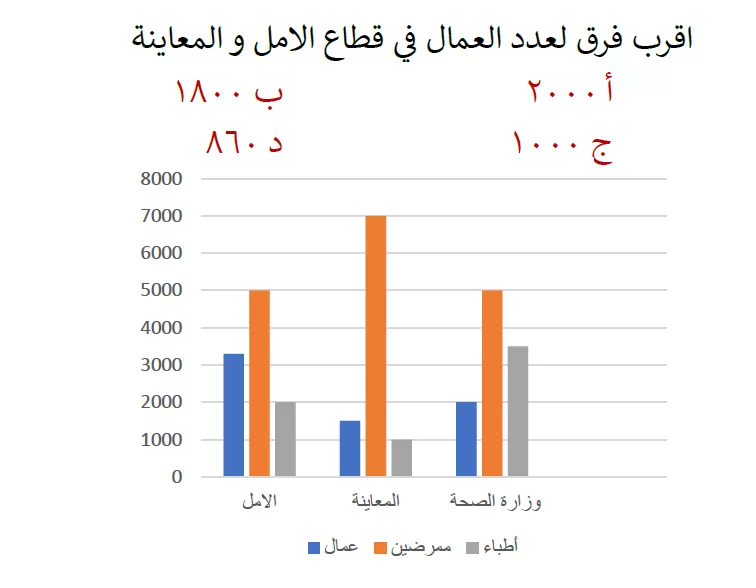 اقرب فرق لعدد العمال في قطاع الامل و المعاينة
أ ٢٠٠٠ ب ١٨٠٠
ج ١٠٠٠ د ٨٦٠
8000
7000
6000
5000
4000
3000
2000
1000
0
الامل المعاينة وزارة الصحة
عمال ممرضين أطباء